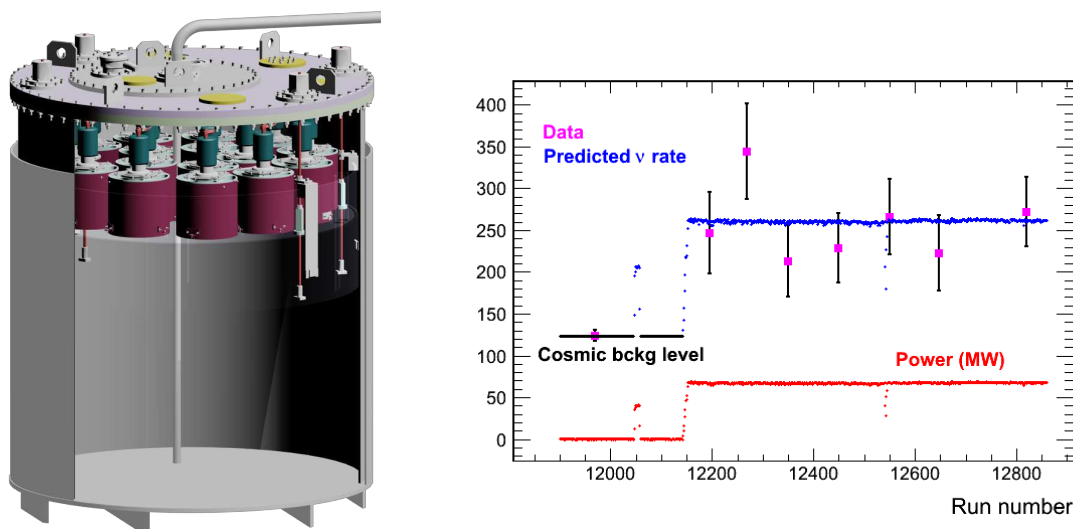 400
350
300
250
200
150
100
50
0
Data
Predicted ν rate
Cosmic bckg level
Power (MW)
12000 12200 12400 12600 12800
Run number